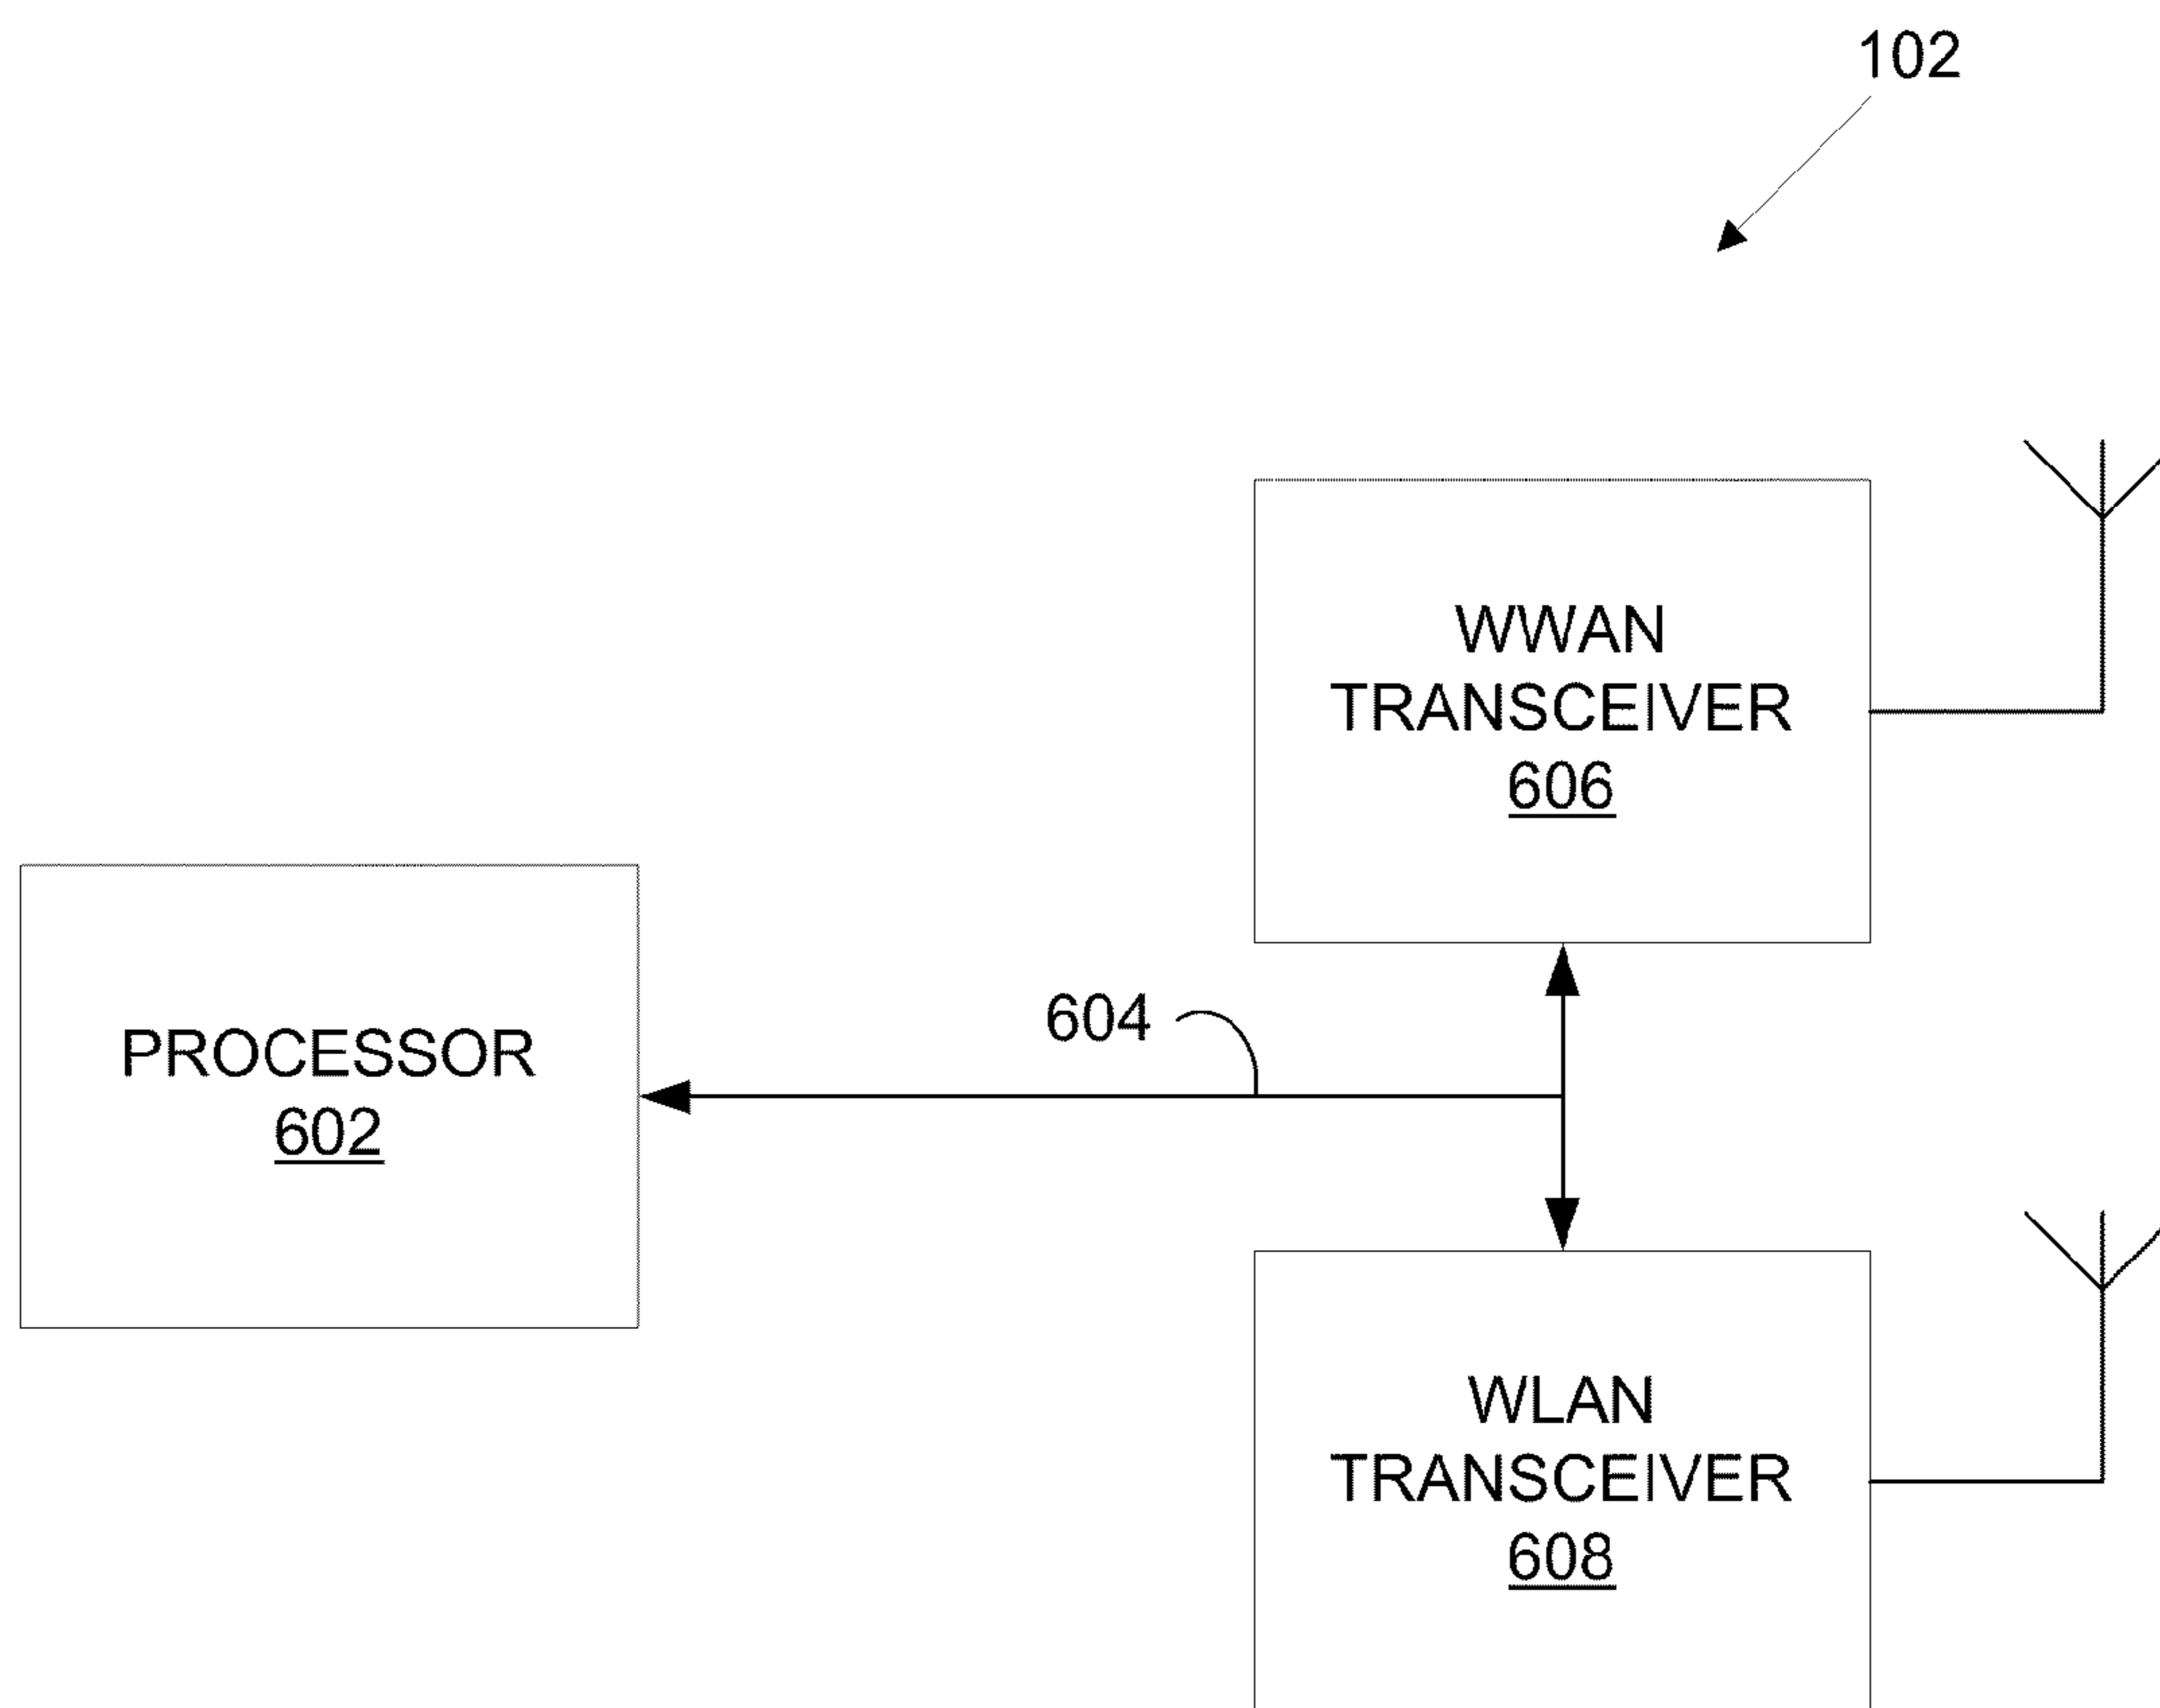 102
WWAN
TRANSCEIVER
606
604
PROCESSOR
602
WLAN
TRANSCEIVER
608